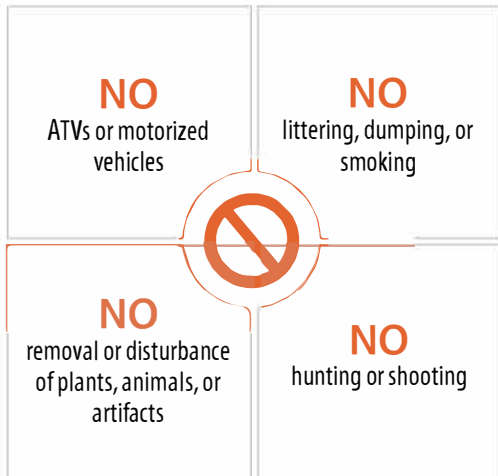 NO
ATVs or motorized
vehicles
NO
littering, dumping, or
smoking
NO
removal or disturbance
of plants, animals, or
artifacts
NO
hunting or shooting